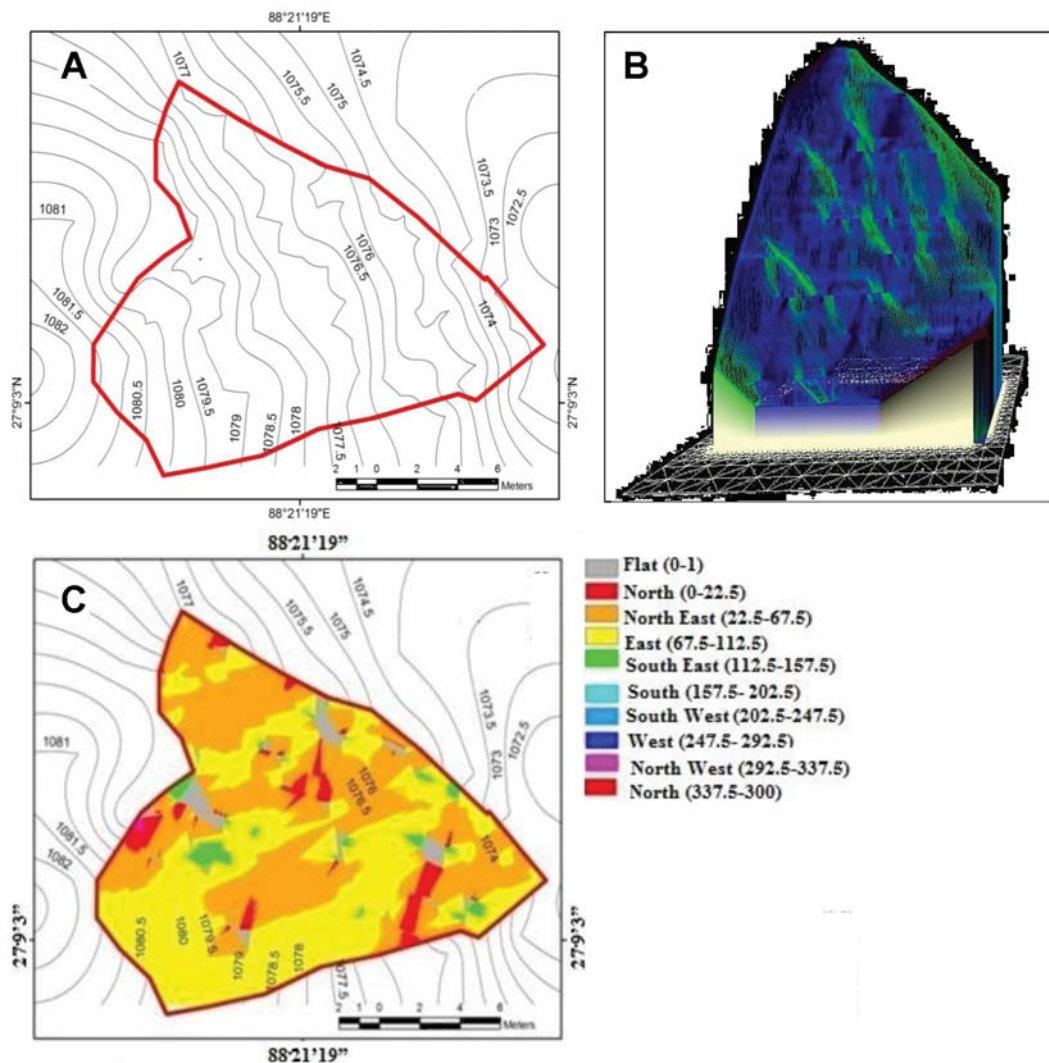 88°21'19"E
A
1077
1075.5
1075
1074.5
1073.5
1072.5
1073
1081
1076
1076.5
1074
1081.5
1082
1080.5
1080
1079.5
1079
1078.5
1078
1077.5
27°9'3"N
2 1 0 2 4 6
Meters
88°21'19"E
B
88°21'19”
C
1077
1075.5
1075
1074.5
1073.5
1072.5
1073
1081
1076
1076.5
1074
1081.5
1082
1080.5
1080
1079.5
1079
1078.5
1078
1077.5
27°9'3”
27°9'3”
2 1 0 2 4 6
Meters
88°21'19”
Flat (0-1)
North (0-22.5)
North East (22.5-67.5)
East (67.5-112.5)
South East (112.5-157.5)
South (157.5- 202.5)
South West (202.5-247.5)
West (247.5- 292.5)
North West (292.5-337.5)
North (337.5-300)